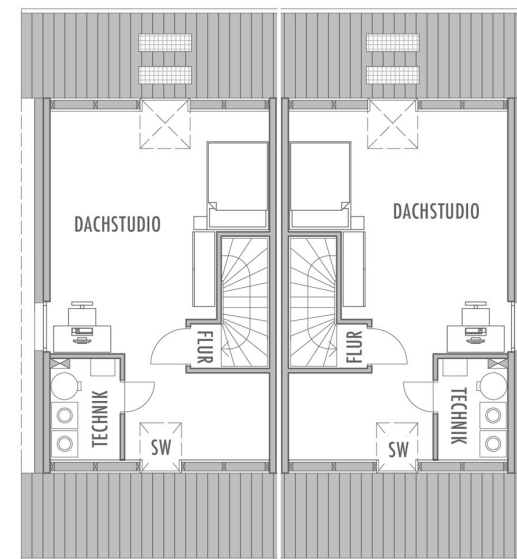 DACHSTUDIO
DACHSTUDIO
FLUR
FLUR
TECHNIK
TECHNIK
SW
SW